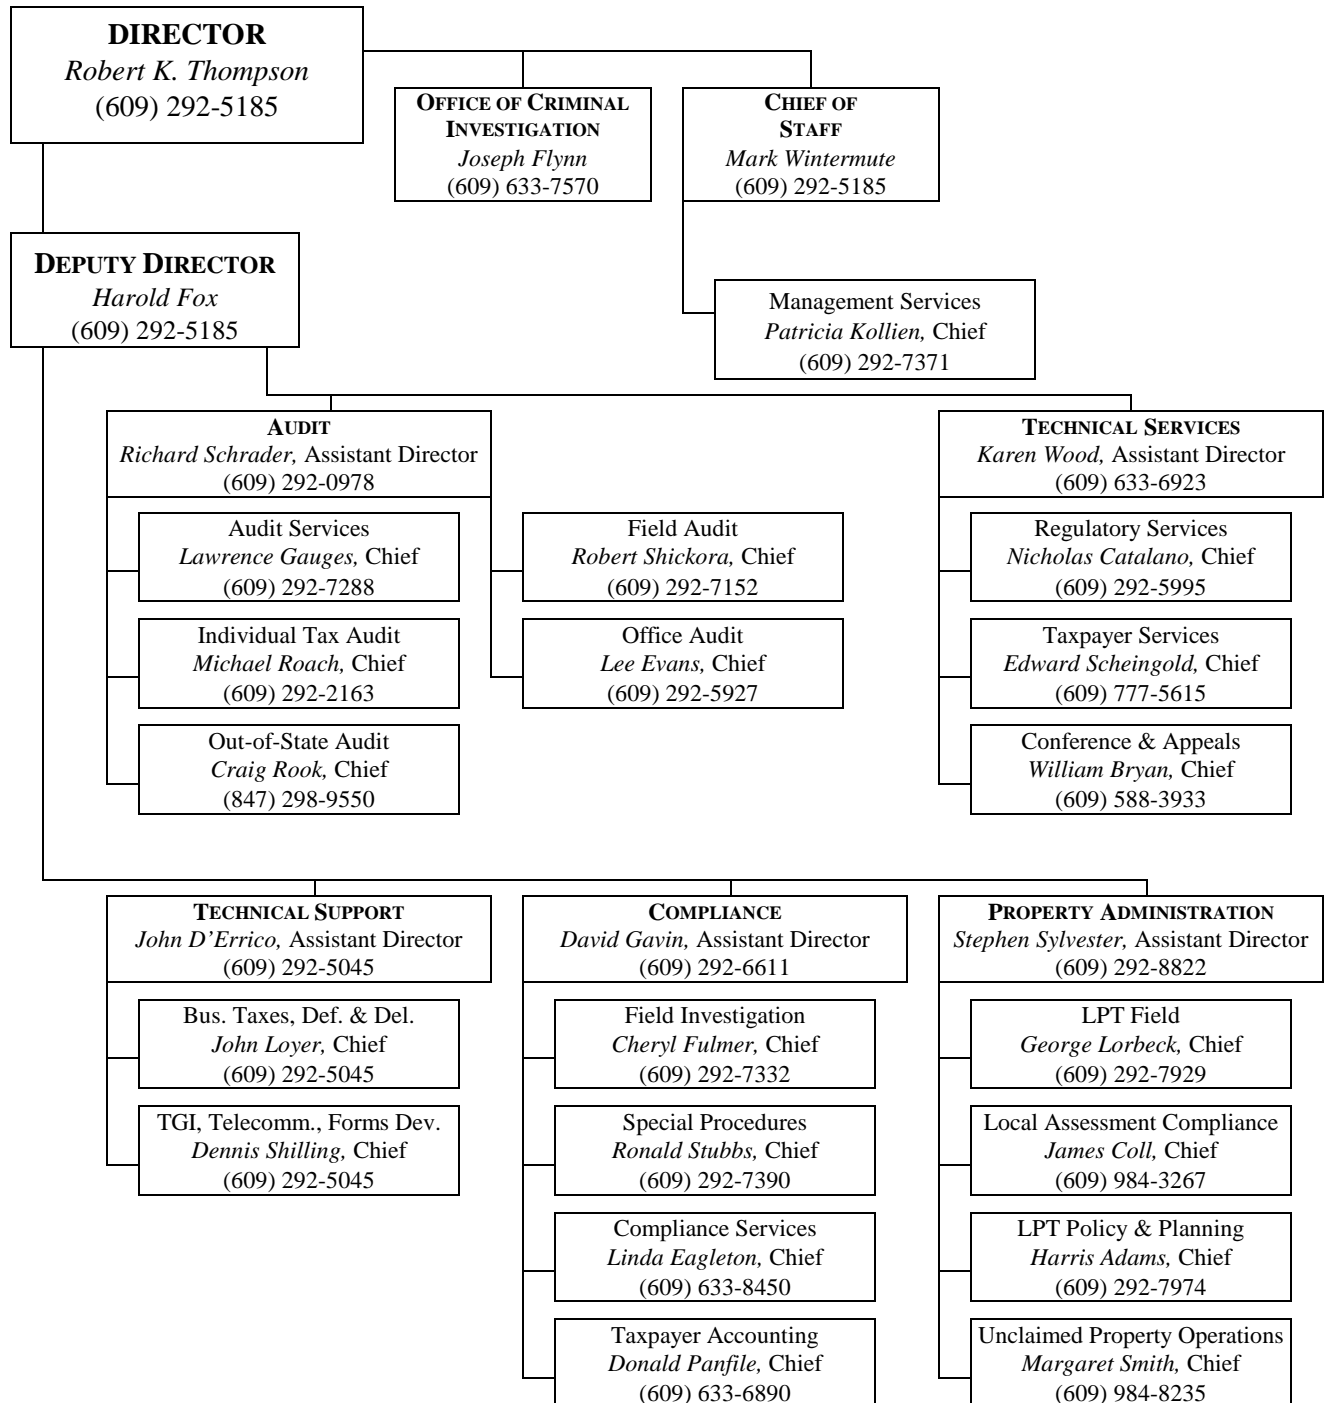 DIRECTOR
Robert K. Thompson
(609) 292-5185
OFFICE OF CRIMINAL
INVESTIGATION
Joseph Flynn
(609) 633-7570
CHIEF OF
STAFF
Mark Wintermute
(609) 292-5185
DEPUTY DIRECTOR
Harold Fox
(609) 292-5185
Management Services
Patricia Kollien, Chief
(609) 292-7371
AUDIT
Richard Schrader, Assistant Director
(609) 292-0978
Audit Services
Lawrence Gauges, Chief
(609) 292-7288
Individual Tax Audit
Michael Roach, Chief
(609) 292-2163
Out-of-State Audit
Craig Rook, Chief
(847) 298-9550
Field Audit
Robert Shickora, Chief
(609) 292-7152
Office Audit
Lee Evans, Chief
(609) 292-5927
TECHNICAL SERVICES
Karen Wood, Assistant Director
(609) 633-6923
Regulatory Services
Nicholas Catalano, Chief
(609) 292-5995
Taxpayer Services
Edward Scheingold, Chief
(609) 777-5615
Conference & Appeals
William Bryan, Chief
(609) 588-3933
TECHNICAL SUPPORT
John D’Errico, Assistant Director
(609) 292-5045
Bus. Taxes, Def. & Del.
John Loyer, Chief
(609) 292-5045
TGI, Telecomm., Forms Dev.
Dennis Shilling, Chief
(609) 292-5045
COMPLIANCE
David Gavin, Assistant Director
(609) 292-6611
Field Investigation
Cheryl Fulmer, Chief
(609) 292-7332
Special Procedures
Ronald Stubbs, Chief
(609) 292-7390
Compliance Services
Linda Eagleton, Chief
(609) 633-8450
Taxpayer Accounting
Donald Panfile, Chief
(609) 633-6890
PROPERTY ADMINISTRATION
Stephen Sylvester, Assistant Director
(609) 292-8822
LPT Field
George Lorbeck, Chief
(609) 292-7929
Local Assessment Compliance
James Coll, Chief
(609) 984-3267
LPT Policy & Planning
Harris Adams, Chief
(609) 292-7974
Unclaimed Property Operations
Margaret Smith, Chief
(609) 984-8235